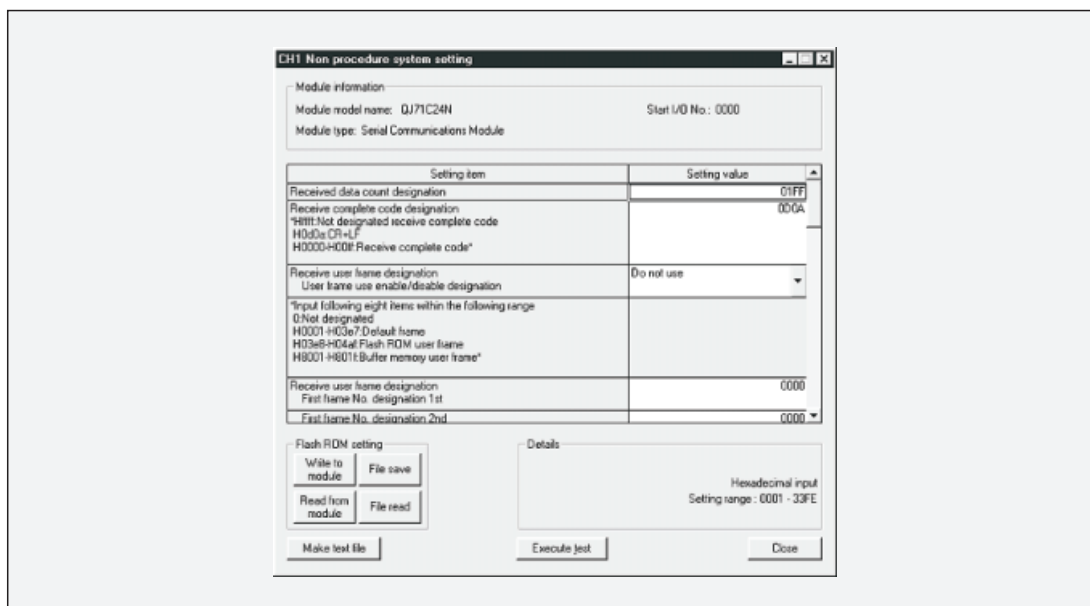 CH1 Non procedure system setting
Module information
Module model name: QJ71C24N
Start I/O No.: 0000
Module type: Serial Communications Module
Setting item
Setting value
Received data count designation
01FF
Receive complete code designation
0D0A
"Hffff:Not designated receive complete code
H0d0a:CR+LF
H0000-H00ff:Receive complete code"
Receive user frame designation
Do not use
User frame use enable/disable designation
"Input following eight items within the following range
0:Not designated
H0001-H03e7:Default frame
H03e8-H04af:Flash ROM user frame
H8001-H801f:Buffer memory user frame"
Receive user frame designation
0000
First frame No. designation 1st
First frame No. designation 2nd
0000
Flash ROM setting
Write to
module
File save
Read from
module
File read
Details
Hexadecimal input
Setting range : 0001 - 33FE
Make text file
Execute test
Close